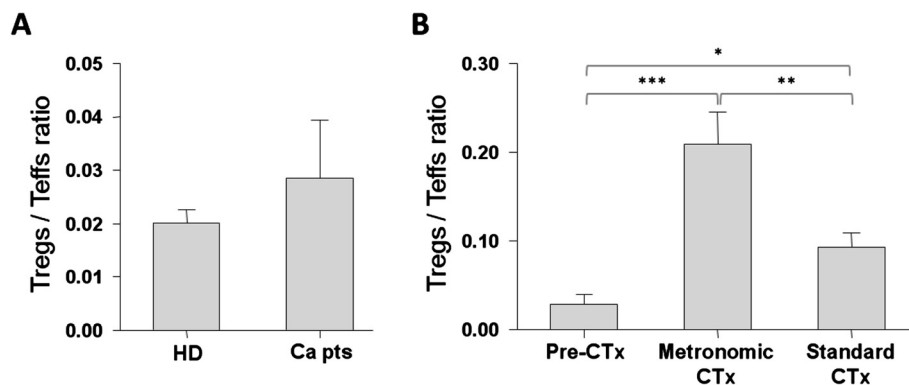 A
Tregs / Teffs ratio
0.05
0.04
0.03
0.02
0.01
0.00
HD
Ca pts
B
Tregs / Teffs ratio
0.30
0.20
0.10
0.00
*
***
**
Pre-CTx
Metronomic
CTx
Standard
CTx